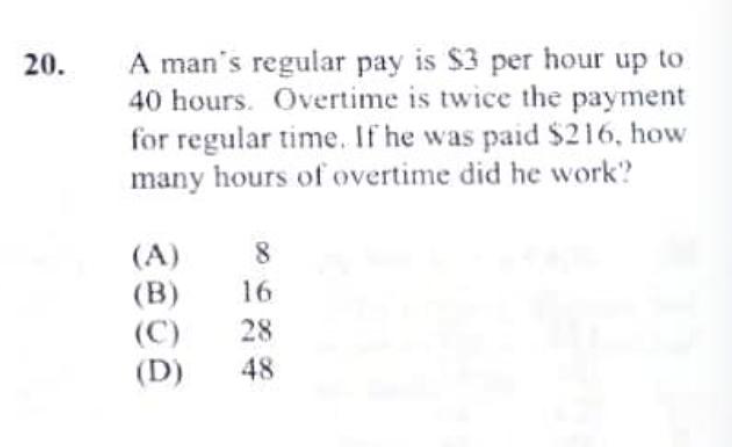 20. A man's regular pay is $3 per hour up to
40 hours. Overtime is twice the payment
for regular time. If he was paid $216, how
many hours of overtime did he work?
(A) 8
(B) 16
(C) 28
(D) 48